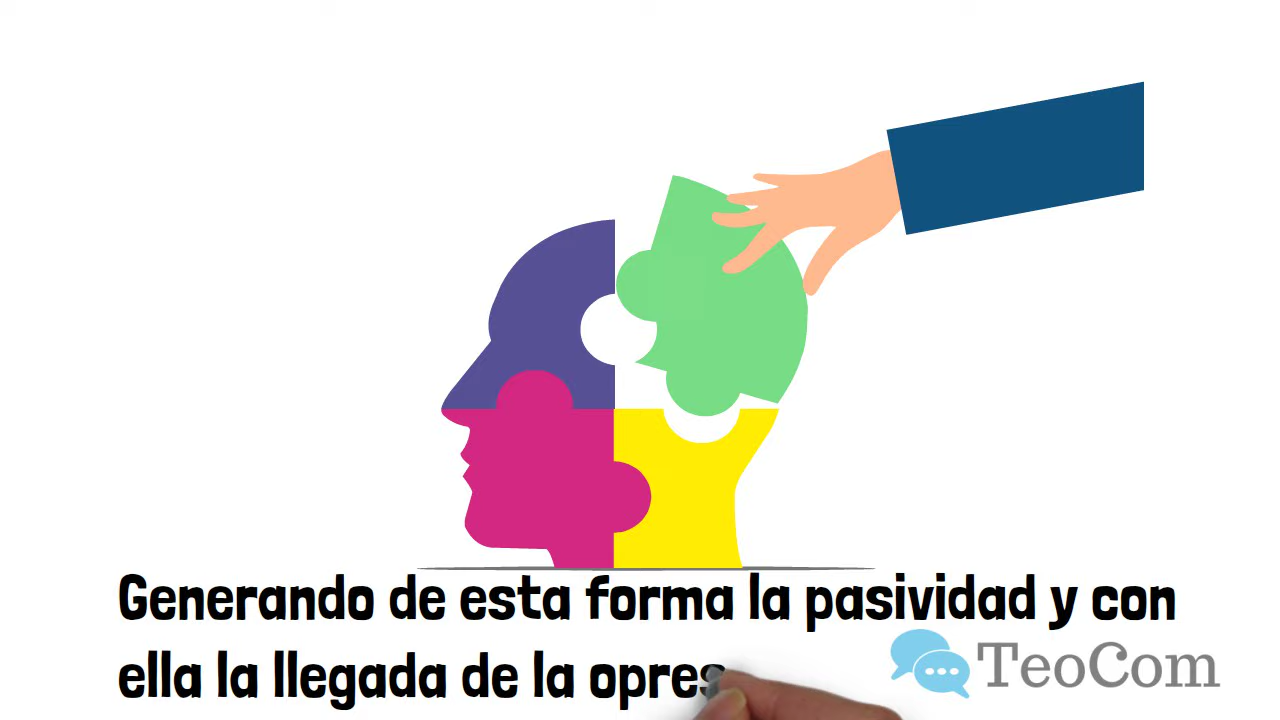 Generando de esta forma la pasividad y con
ella la llegada de la opres
TeoCom